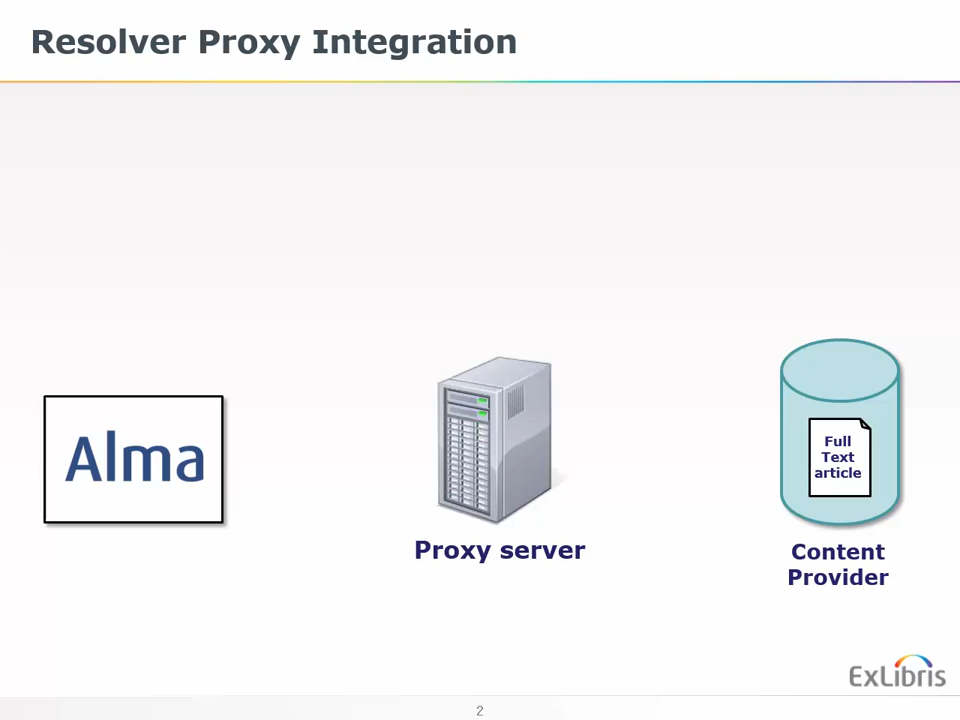 Resolver Proxy Integration
Alma
Full
Text
article
Proxy server
Content
Provider
ExLibris
2